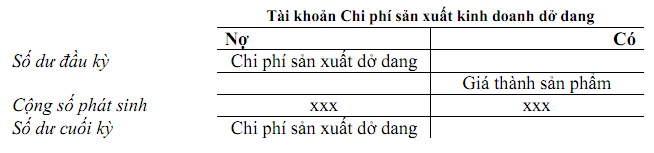 Tài khoản Chi phí sản xuất kinh doanh dở dang
Nợ Có
Số dư đầu kỳ Chi phí sản xuất dở dang
Giá thành sản phẩm
Cộng số phát sinh xxx xxx
Số dư cuối kỳ Chi phí sản xuất dở dang